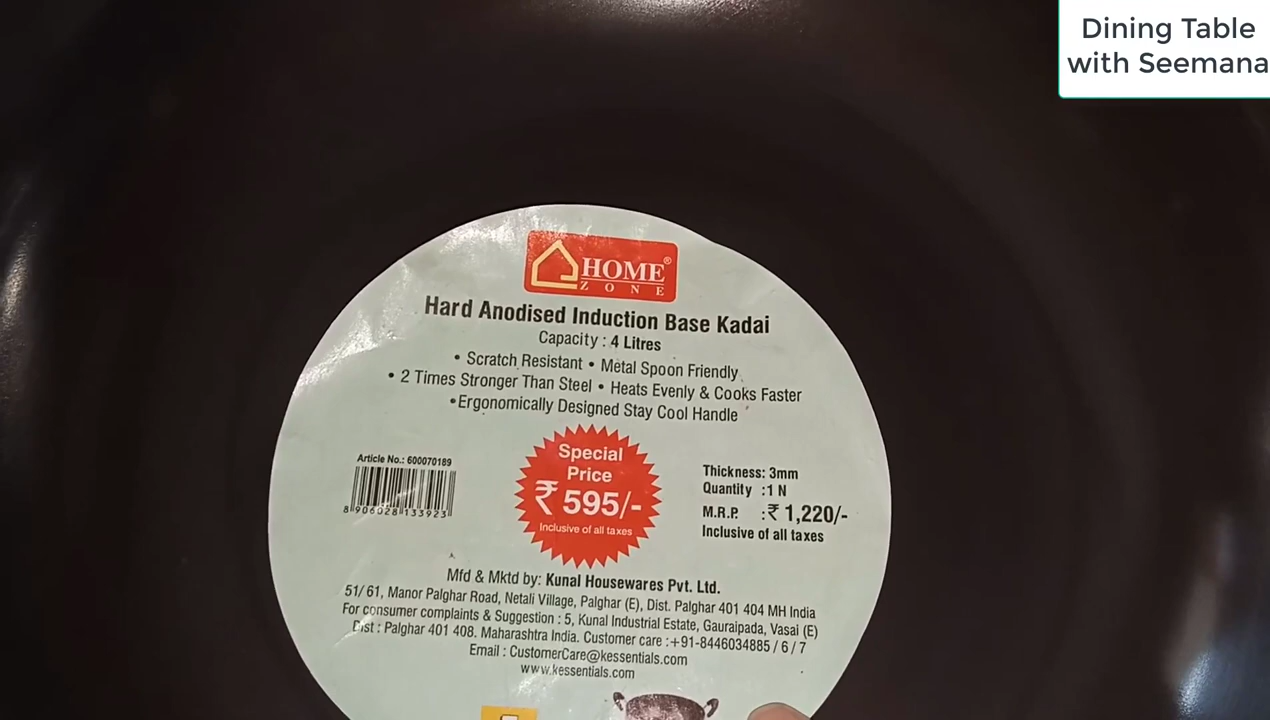 Dining Table
with Seemana
HOME®
ZONE
Hard Anodised Induction Base Kadai
Capacity : 4 Litres
• Scratch Resistant • Metal Spoon Friendly
• 2 Times Stronger Than Steel • Heats Evenly & Cooks Faster
•Ergonomically Designed Stay Cool Handle
Article No.: 600070189
8 906028 133923
Special
Price
₹ 595/-
Inclusive of all taxes
Thickness: 3mm
Quantity :1 N
M.R.P. :₹ 1,220/-
Inclusive of all taxes
Mfd & Mktd by: Kunal Housewares Pvt. Ltd.
51/ 61, Manor Palghar Road, Netali Village, Palghar (E), Dist. Palghar 401 404 MH India
For consumer complaints & Suggestion : 5, Kunal Industrial Estate, Gauraipada, Vasai (E)
Dist : Palghar 401 408. Maharashtra India. Customer care :+91-8446034885 / 6 / 7
Email : CustomerCare@kessentials.com
www.kessentials.com